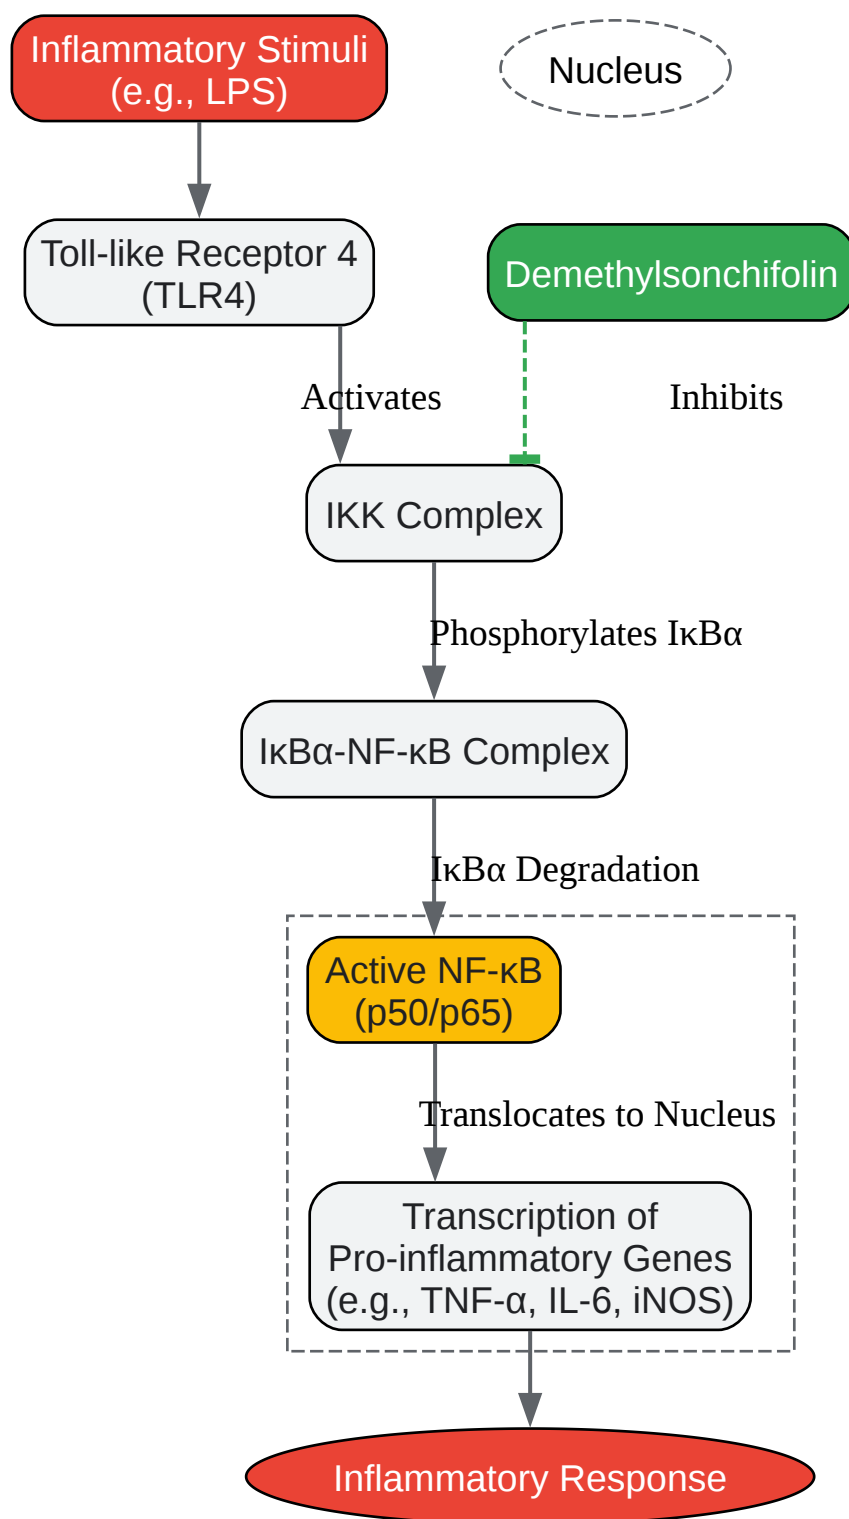 Inflammatory Stimuli
(e.g., LPS)
Nucleus
Toll-like Receptor 4
(TLR4)
Demethylsonchifolin
Activates
Inhibits
IKK Complex
Phosphorylates IκBα
IκBα-NF-κB Complex
IκBα Degradation
Active NF-κB
(p50/p65)
Translocates to Nucleus
Transcription of
Pro-inflammatory Genes
(e.g., TNF-α, IL-6, iNOS)
Inflammatory Response